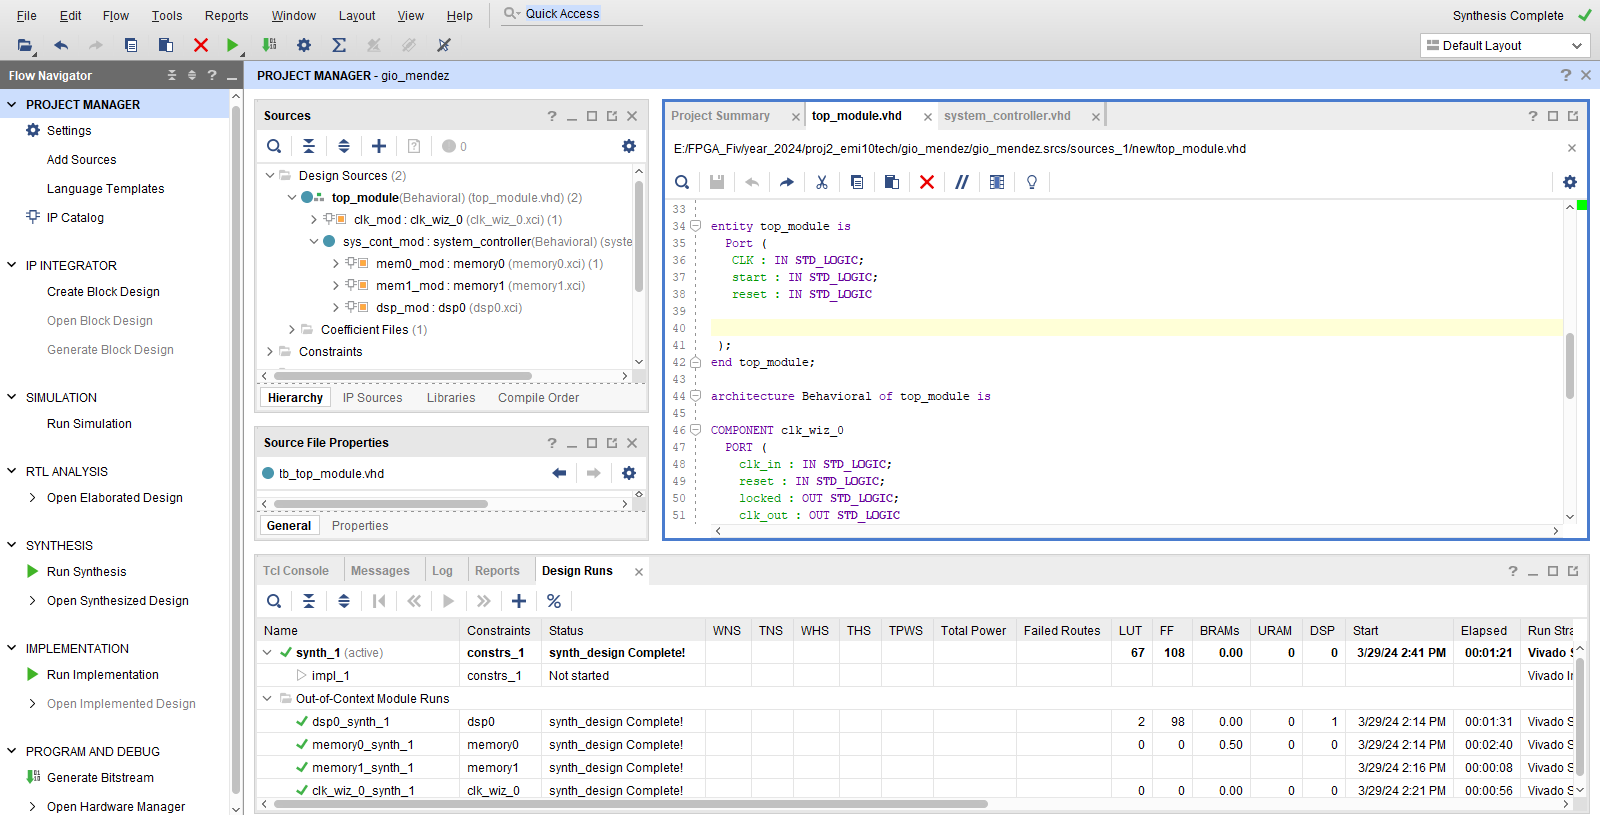 File Edit Flow Tools Reports Window Layout View Help Quick Access Synthesis Complete
Default Layout
Flow Navigator
PROJECT MANAGER
Settings
Add Sources
Language Templates
IP Catalog
IP INTEGRATOR
Create Block Design
Open Block Design
Generate Block Design
SIMULATION
Run Simulation
RTL ANALYSIS
Open Elaborated Design
SYNTHESIS
Run Synthesis
Open Synthesized Design
IMPLEMENTATION
Run Implementation
Open Implemented Design
PROGRAM AND DEBUG
Generate Bitstream
Open Hardware Manager
PROJECT MANAGER - gio_mendez
Sources
0
Design Sources (2)
top_module(Behavioral) (top_module.vhd) (2)
clk_mod : clk_wiz_0 (clk_wiz_0.xci) (1)
sys_cont_mod : system_controller(Behavioral) (syste
mem0_mod : memory0 (memory0.xci) (1)
mem1_mod : memory1 (memory1.xci)
dsp_mod : dsp0 (dsp0.xci)
Coefficient Files (1)
Constraints
Hierarchy IP Sources Libraries Compile Order
Source File Properties
tb_top_module.vhd
General Properties
Project Summary top_module.vhd system_controller.vhd
E:/FPGA_Fiv/year_2024/proj2_emi10tech/gio_mendez/gio_mendez.srcs/sources_1/new/top_module.vhd
33
34 entity top_module is
35 Port (
36 CLK : IN STD_LOGIC;
37 start : IN STD_LOGIC;
38 reset : IN STD_LOGIC
39
40
41 );
42 end top_module;
43
44 architecture Behavioral of top_module is
45
46 COMPONENT clk_wiz_0
47 PORT (
48 clk_in : IN STD_LOGIC;
49 reset : IN STD_LOGIC;
50 locked : OUT STD_LOGIC;
51 clk_out : OUT STD_LOGIC
Tcl Console Messages Log Reports Design Runs
Name Constraints Status WNS TNS WHS THS TPWS Total Power Failed Routes LUT FF BRAMs URAM DSP Start Elapsed Run Stra
synth_1 (active) constrs_1 synth_design Complete! 67 108 0.00 0 0 3/29/24 2:41 PM 00:01:21 Vivado S
impl_1 constrs_1 Not started Vivado In
Out-of-Context Module Runs
dsp0_synth_1 dsp0 synth_design Complete! 2 98 0.00 0 1 3/29/24 2:14 PM 00:01:31 Vivado S
memory0_synth_1 memory0 synth_design Complete! 0 0 0.50 0 0 3/29/24 2:14 PM 00:02:40 Vivado S
memory1_synth_1 memory1 synth_design Complete! 3/29/24 2:16 PM 00:00:08 Vivado S
clk_wiz_0_synth_1 clk_wiz_0 synth_design Complete! 0 0 0.00 0 0 3/29/24 2:21 PM 00:00:56 Vivado S